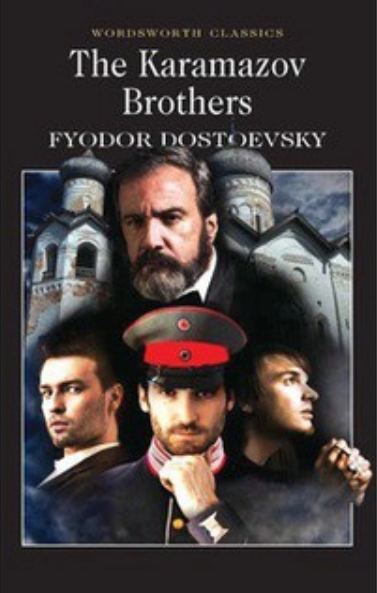 WORDSWORTH CLASSICS
The Karamazov
Brothers
FYODOR DOSTOEVSKY